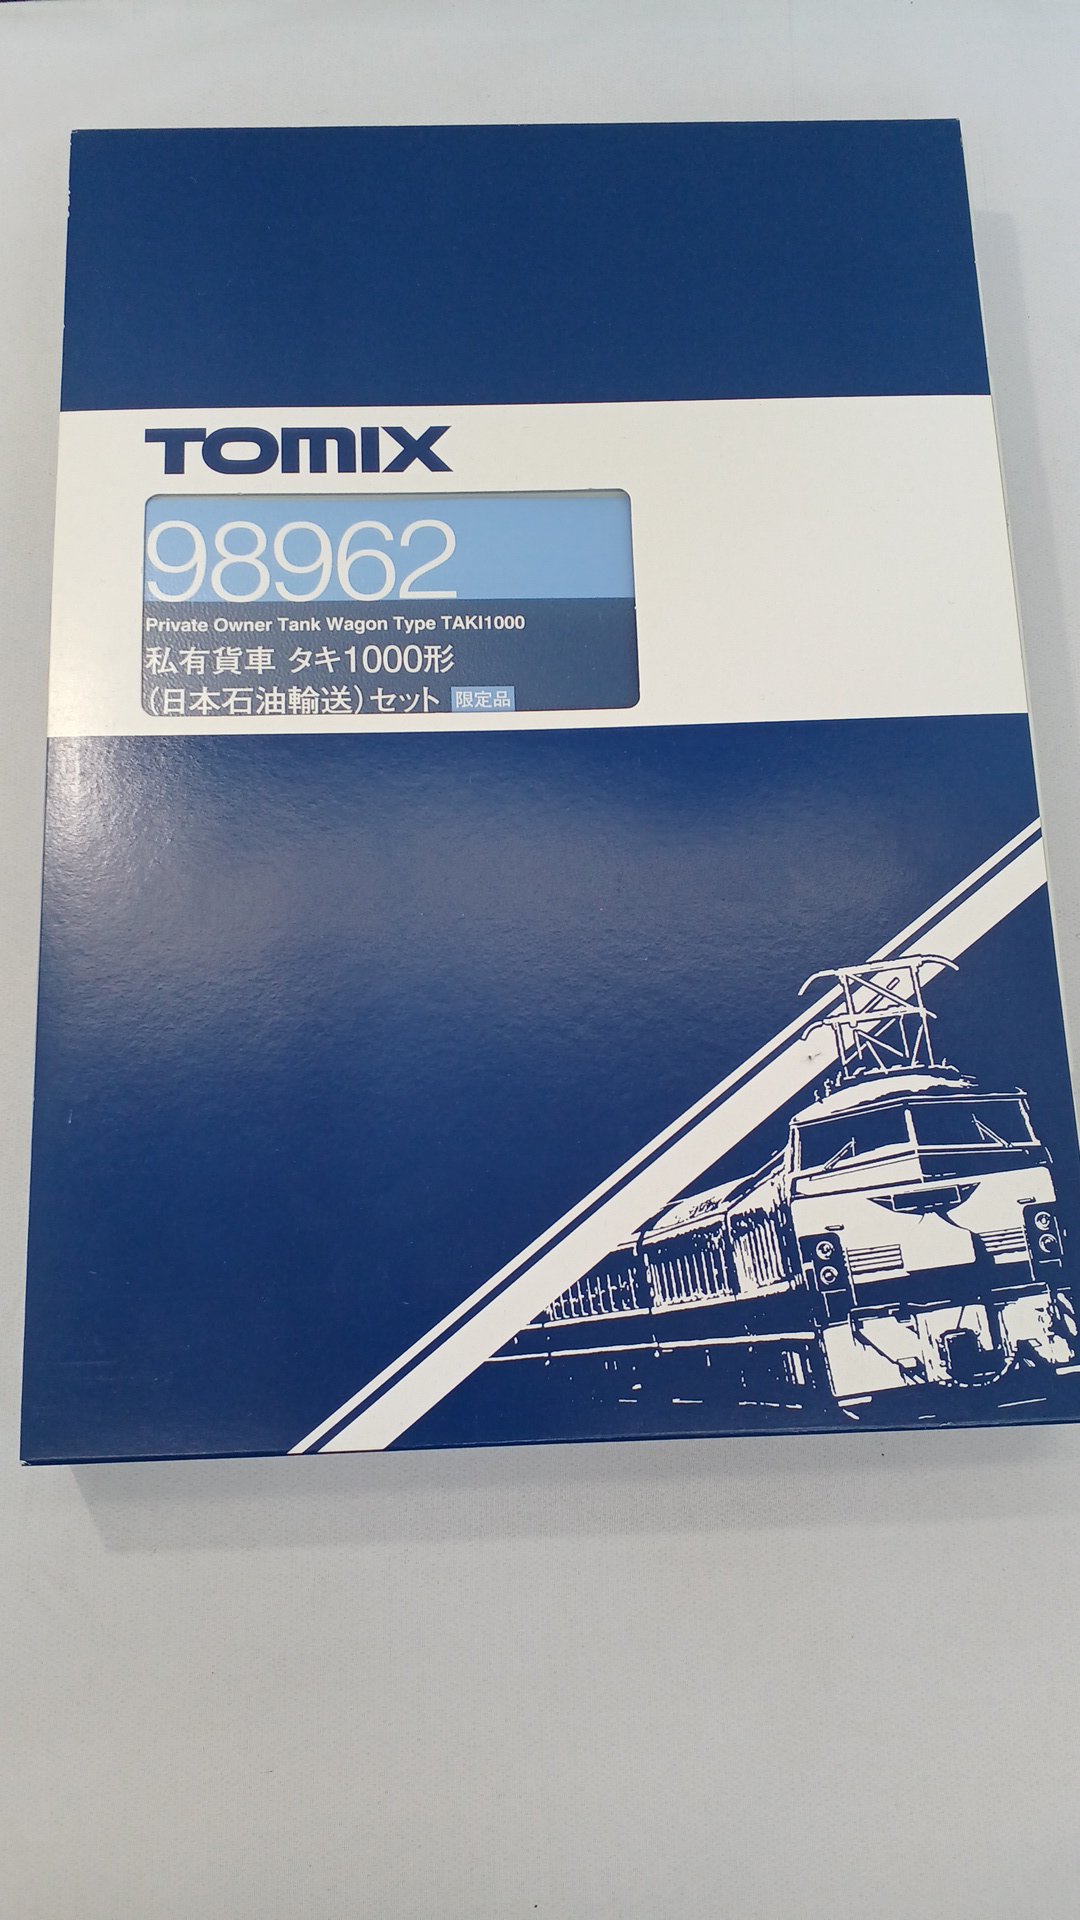 TOMIX
98962
Private Owner Tank Wagon Type TAKI1000
私有貨車 タキ1000形
(日本石油輸送)セット 限定品